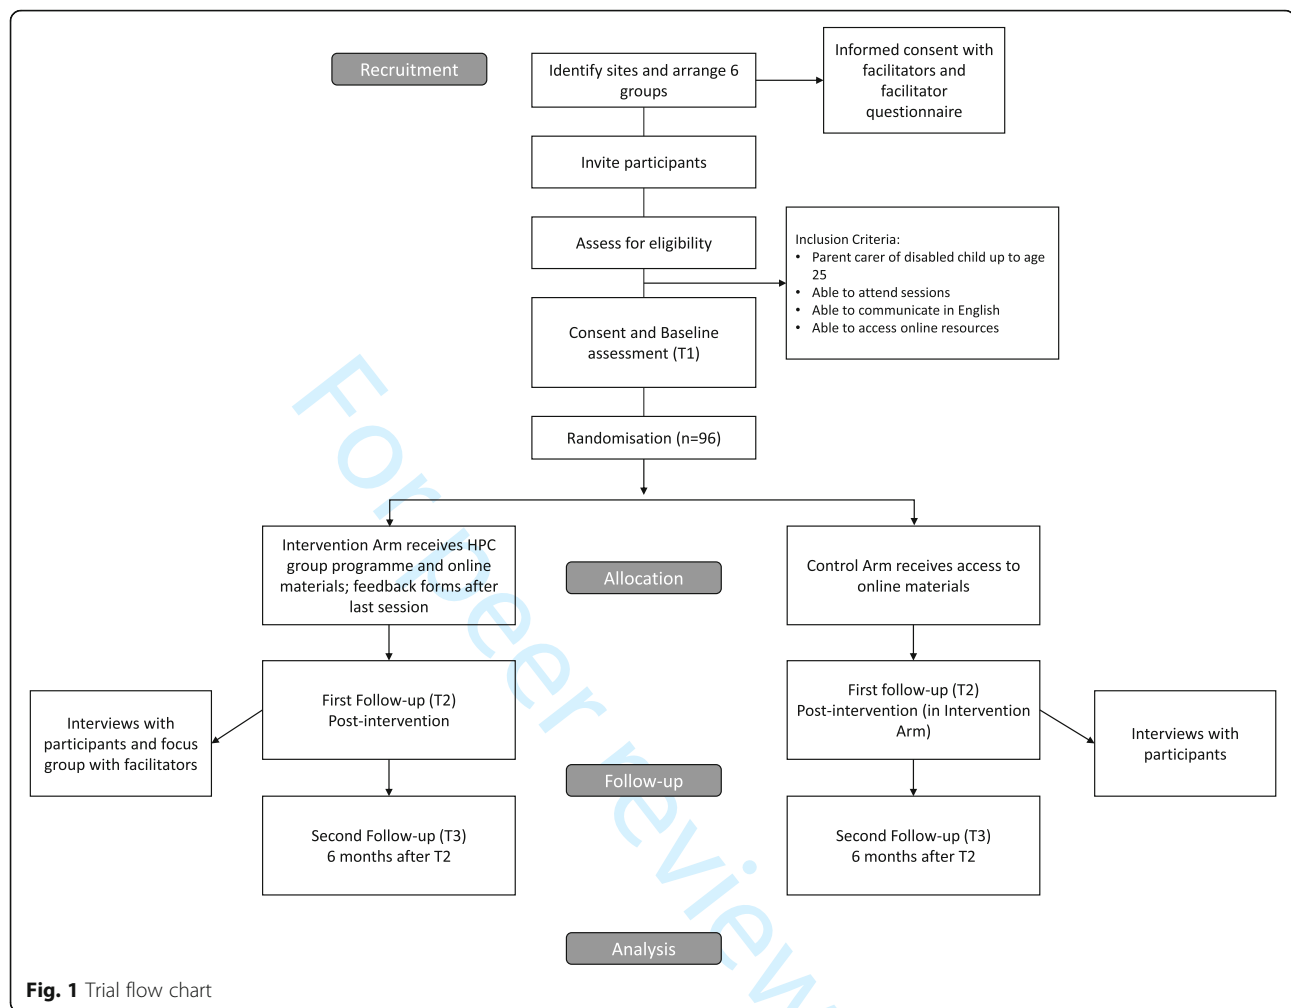 Recruitment
Identify sites and arrange 6
groups
Informed consent with
facilitators and
facilitator
questionnaire
Invite participants
Assess for eligibility
Inclusion Criteria:
• Parent carer of disabled child up to age
25
• Able to attend sessions
• Able to communicate in English
• Able to access online resources
Consent and Baseline
assessment (T1)
Randomisation (n=96)
Intervention Arm receives HPC
group programme and online
materials; feedback forms after
last session
Allocation
Control Arm receives access to
online materials
First Follow-up (T2)
Post-intervention
First follow-up (T2)
Post-intervention (in Intervention
Arm)
Interviews with
participants and focus
group with facilitators
Interviews with
participants
Follow-up
Second Follow-up (T3)
6 months after T2
Second Follow-up (T3)
6 months after T2
Analysis
For peer review
Fig. 1 Trial flow chart